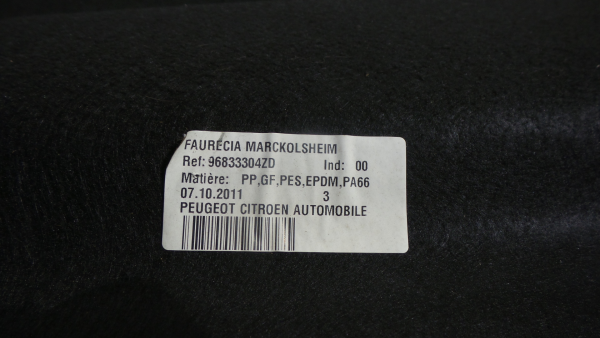 FAURECIA MARCKOLSHEIM
Ref: 96833304ZD Ind: 00
Matière: PP,GF,PES,EPDM,PA66
07.10.2011 3
PEUGEOT CITROEN AUTOMOBILE